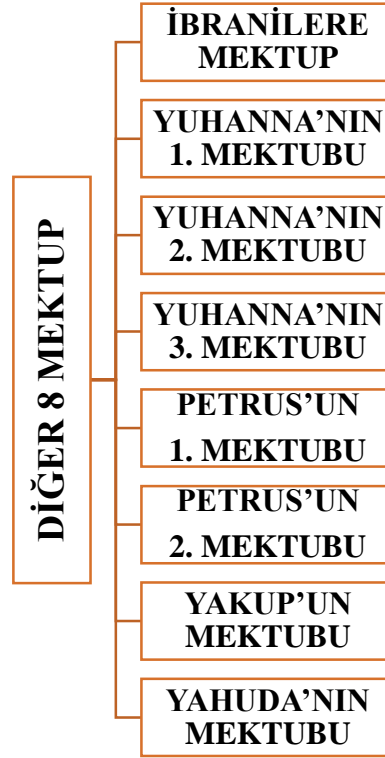 DİĞER 8 MEKTUP
İBRANİLERE
MEKTUP
YUHANNA’NIN
1. MEKTUBU
YUHANNA’NIN
2. MEKTUBU
YUHANNA’NIN
3. MEKTUBU
PETRUS’UN
1. MEKTUBU
PETRUS’UN
2. MEKTUBU
YAKUP’UN
MEKTUBU
YAHUDA’NIN
MEKTUBU